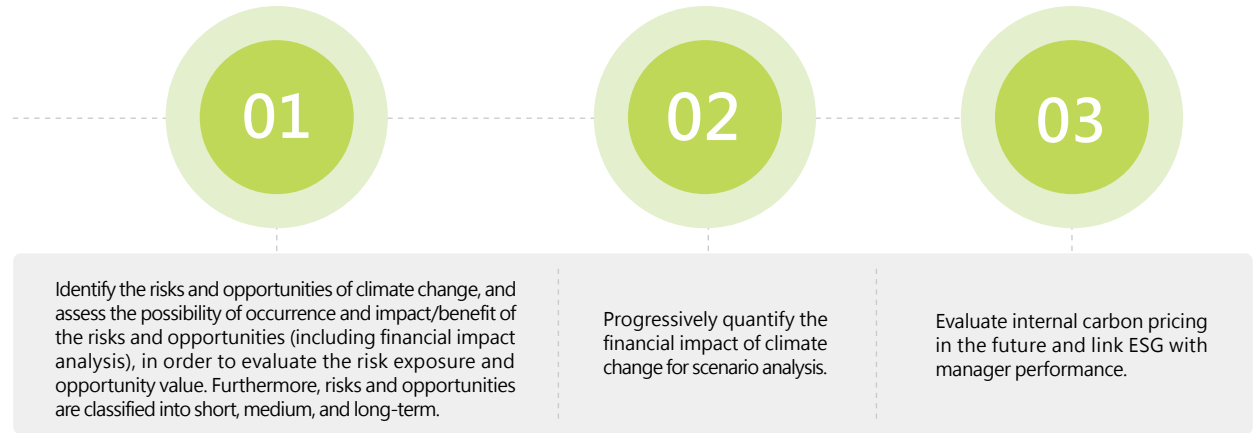 01
02
03
Identify the risks and opportunities of climate change, and
assess the possibility of occurrence and impact/benefit of
the risks and opportunities (including financial impact
analysis), in order to evaluate the risk exposure and
opportunity value. Furthermore, risks and opportunities
are classified into short, medium, and long-term.
Progressively quantify the
financial impact of climate
change for scenario analysis.
Evaluate internal carbon pricing
in the future and link ESG with
manager performance.